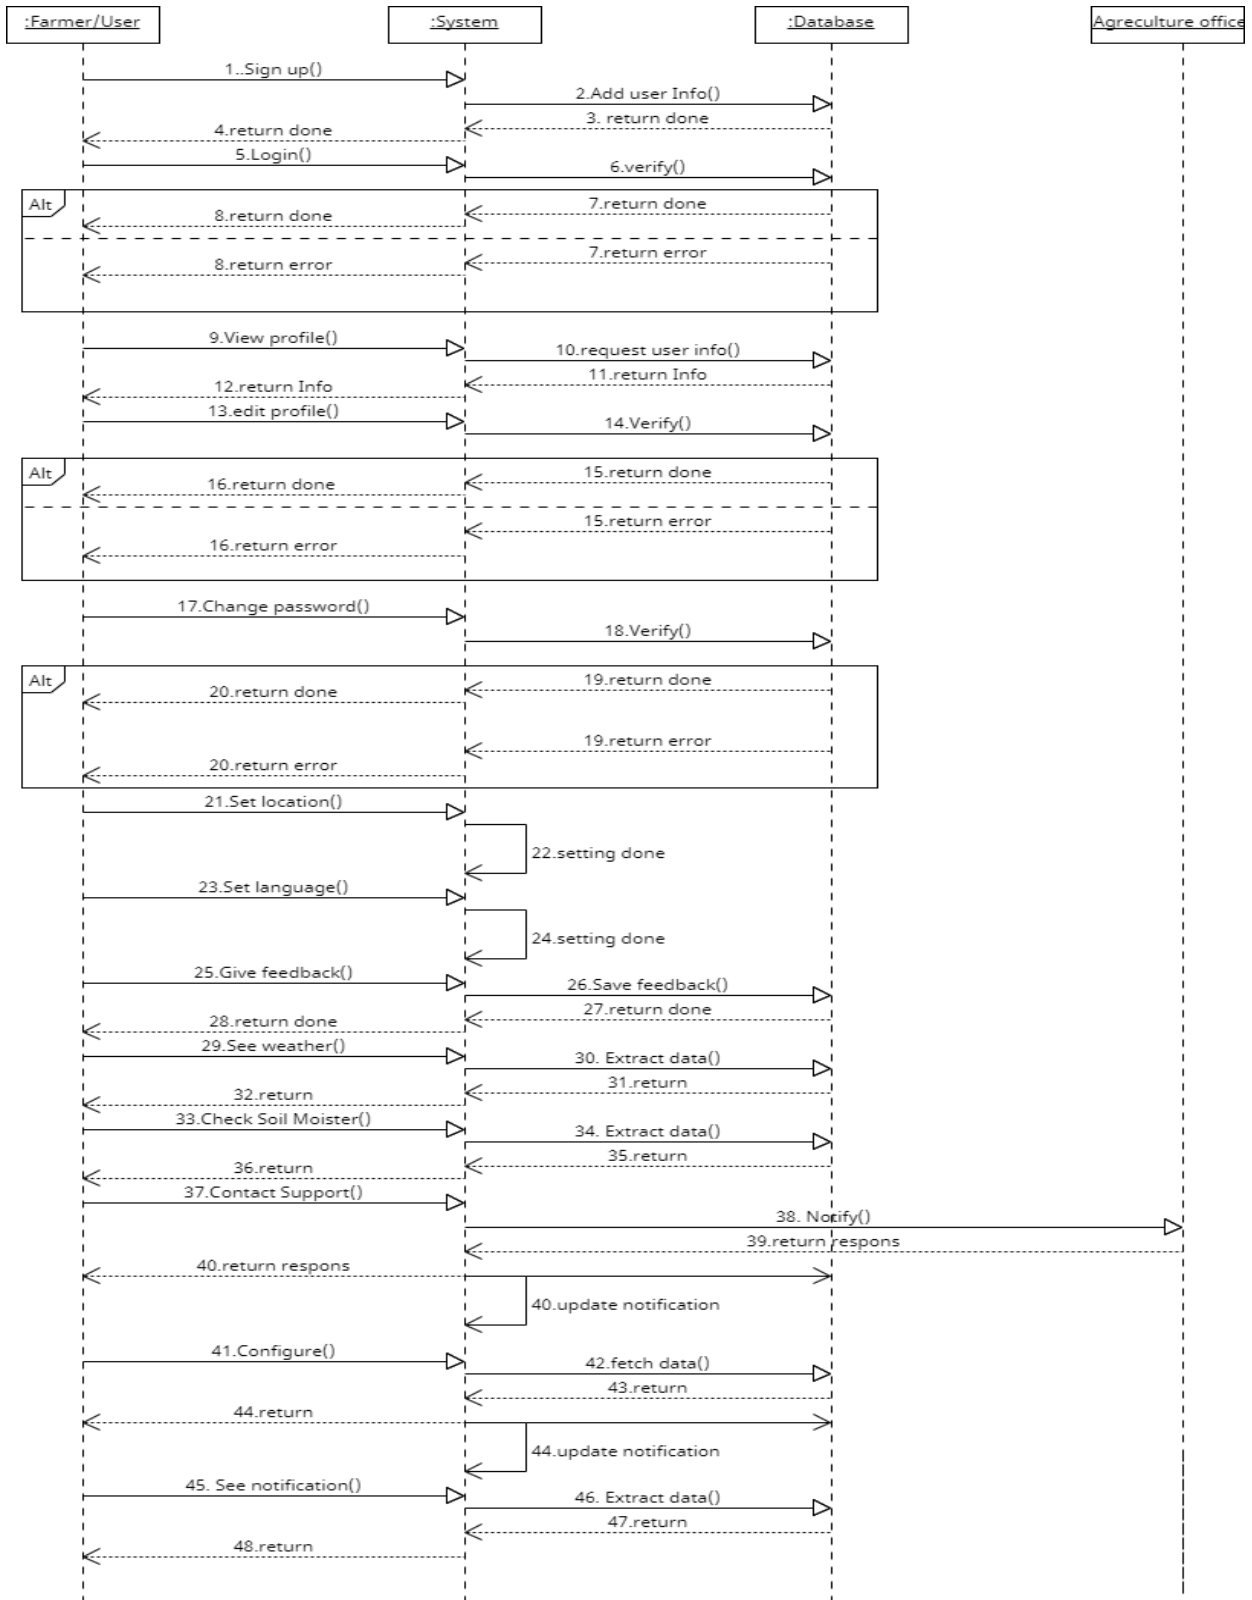 :Farmer/User
:System
:Database
Agreculture office
1..Sign up()
2.Add user Info()
3. return done
4.return done
5.Login()
6.verify()
Alt
7.return done
8.return done
7.return error
8.return error
9.View profile()
10.request user info()
11.return Info
12.return Info
13.edit profile()
14.Verify()
Alt
15.return done
16.return done
15.return error
16.return error
17.Change password()
18.Verify()
Alt
19.return done
20.return done
19.return error
20.return error
21.Set location()
22.setting done
23.Set language()
24.setting done
25.Give feedback()
26.Save feedback()
27.return done
28.return done
29.See weather()
30. Extract data()
31.return
32.return
33.Check Soil Moister()
34. Extract data()
35.return
36.return
37.Contact Support()
38. Notify()
39.return respons
40.return respons
40.update notification
41.Configure()
42.fetch data()
43.return
44.return
44.update notification
45. See notification()
46. Extract data()
47.return
48.return